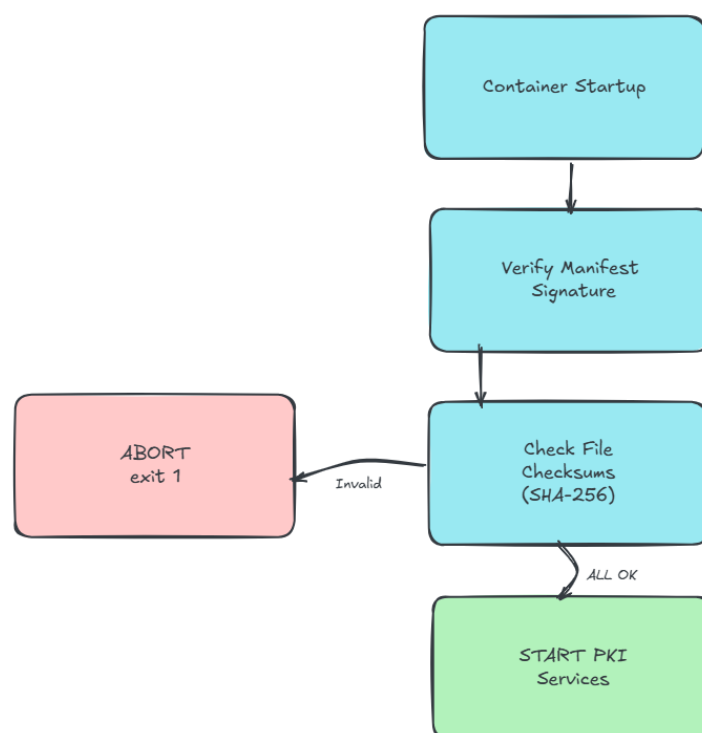 Container Startup
Verify Manifest
Signature
ABORT
exit 1
Invalid
Check File
Checksums
(SHA-256)
ALL OK
START PKI
Services